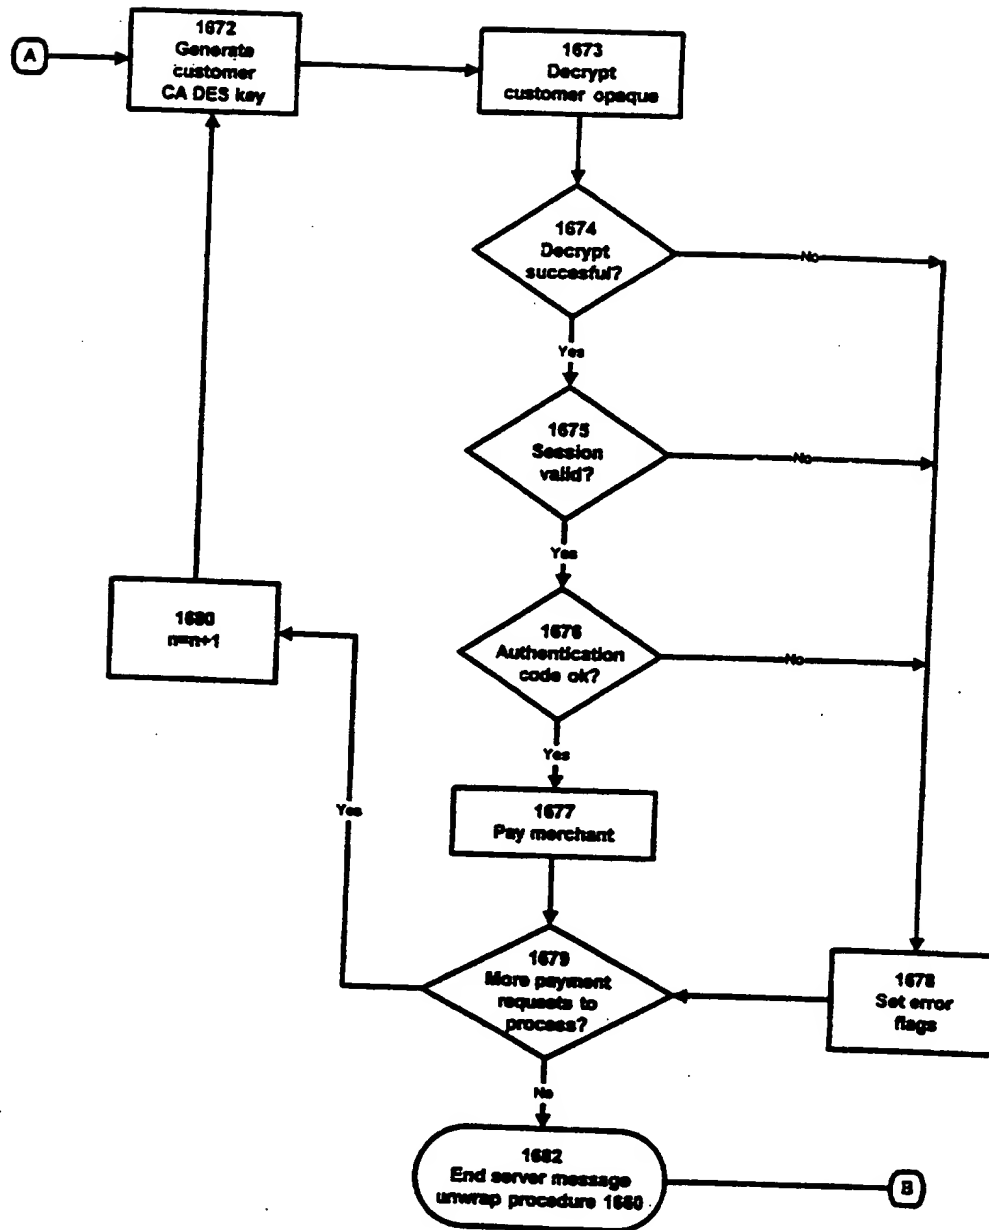 A
1672
Generate
customer
CA DES key
1673
Decrypt
customer opaque
1674
Decrypt
succesful?
No
Yes
1675
Session
valid?
No
Yes
1676
Authentication
code ok?
No
Yes
1680
n=n+1
1677
Pay merchant
Yes
1679
More payment
requests to
process?
1678
Set error
flags
No
1682
End server message
unwrap procedure 1660
B